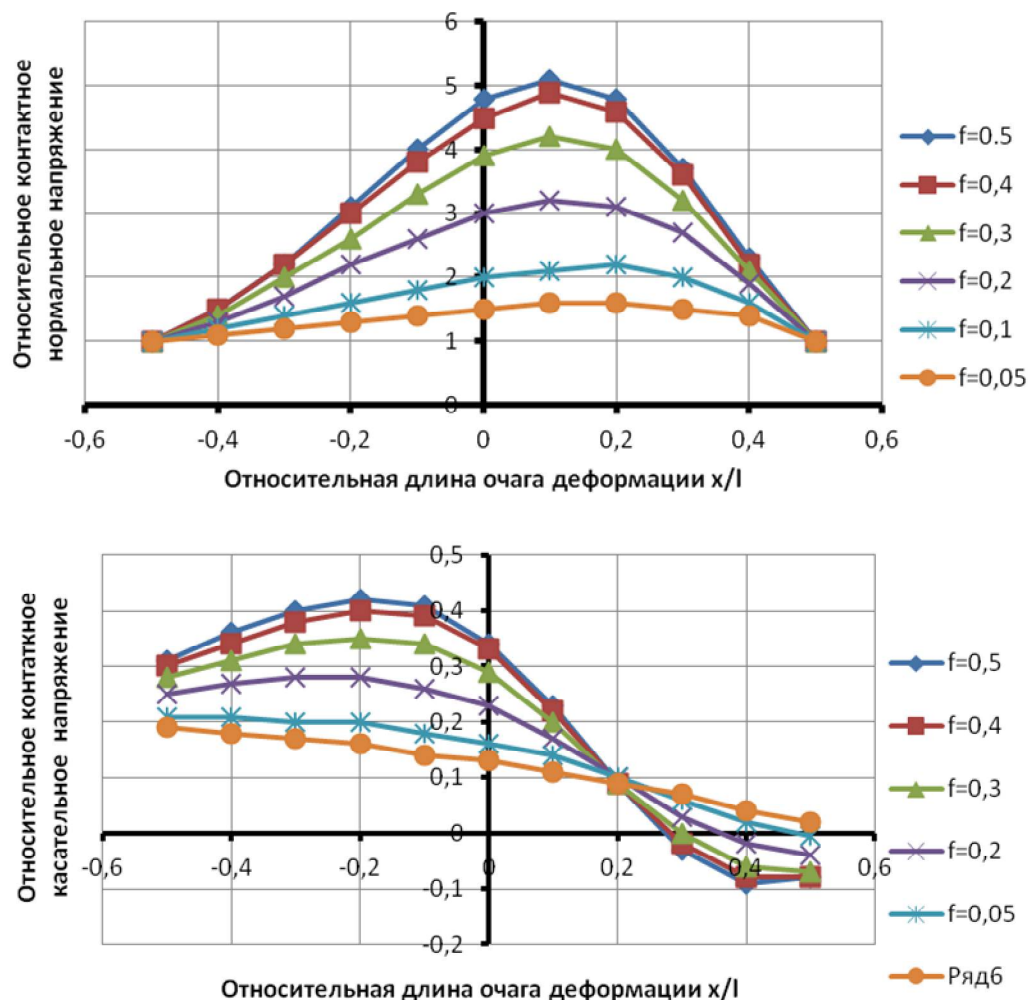 Относительное контактное
нормальное напряжение
6
5
4
3
2
1
0
-0,6
-0,4
-0,2
0
0,2
0,4
0,6
Относительная длина очага деформации x/l
f=0.5
f=0,4
f=0,3
f=0,2
f=0,1
f=0,05
Относительное контаткное
касательное напряжение
0,5
0,4
0,3
0,2
0,1
0
-0,1
-0,2
-0,6
-0,4
-0,2
0
0,2
0,4
0,6
Относительная длина очага деформации x/l
f=0,5
f=0,4
f=0,3
f=0,2
f=0,05
Ряд6